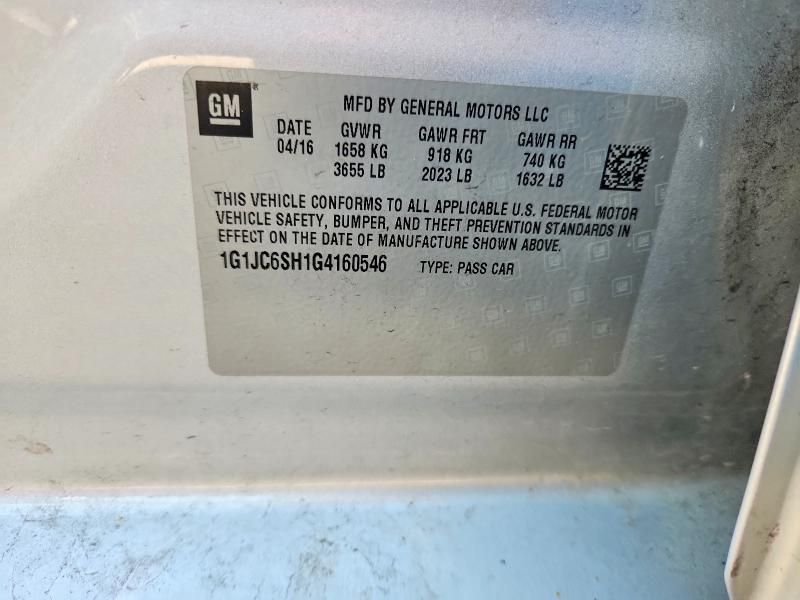 GM
MFD BY GENERAL MOTORS LLC
DATE GVWR GAWR FRT GAWR RR
04/16 1658 KG 918 KG 740 KG
3655 LB 2023 LB 1632 LB
THIS VEHICLE CONFORMS TO ALL APPLICABLE U.S. FEDERAL MOTOR
VEHICLE SAFETY, BUMPER, AND THEFT PREVENTION STANDARDS IN
EFFECT ON THE DATE OF MANUFACTURE SHOWN ABOVE.
1G1JC6SH1G4160546 TYPE: PASS CAR